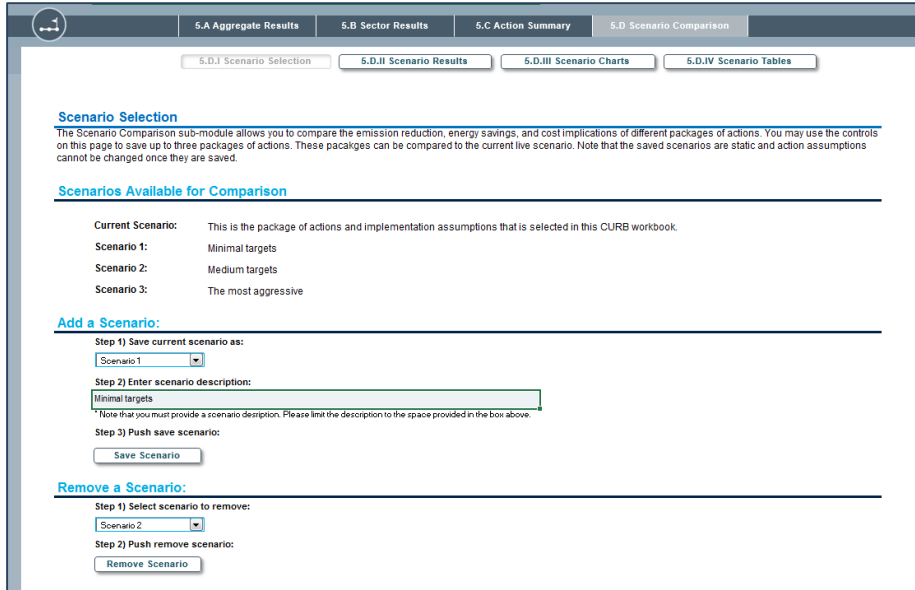 5.A Aggregate Results 5.B Sector Results 5.C Action Summary 5.D Scenario Comparison
5.D.I Scenario Selection 5.D.II Scenario Results 5.D.III Scenario Charts 5.D.IV Scenario Tables
Scenario Selection
The Scenario Comparison sub-module allows you to compare the emission reduction, energy savings, and cost implications of different packages of actions. You may use the controls
on this page to save up to three packages of actions. These pacakges can be compared to the current live scenario. Note that the saved scenarios are static and action assumptions
cannot be changed once they are saved.
Scenarios Available for Comparison
Current Scenario: This is the package of actions and implementation assumptions that is selected in this CURB workbook.
Scenario 1: Minimal targets
Scenario 2: Medium targets
Scenario 3: The most aggressive
Add a Scenario:
Step 1) Save current scenario as:
Scenario 1
Step 2) Enter scenario description:
Minimal targets
* Note that you must provide a scenario desription. Please limit the description to the space provided in the box above.
Step 3) Push save scenario:
Save Scenario
Remove a Scenario:
Step 1) Select scenario to remove:
Scenario 2
Step 2) Push remove scenario:
Remove Scenario